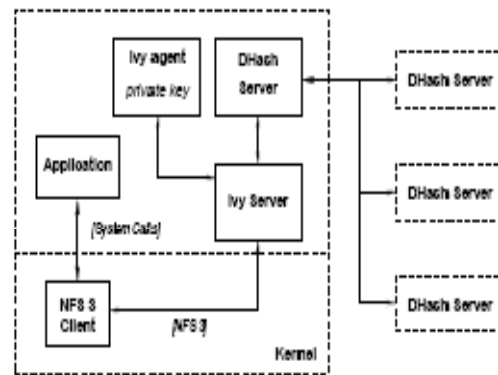 Ivy agent
private key
DHash
Server
DHash Server
Application
DHash Server
Ivy Server
[System Calls]
DHash Server
NFS 3
Client
[NFS 3]
Kernel